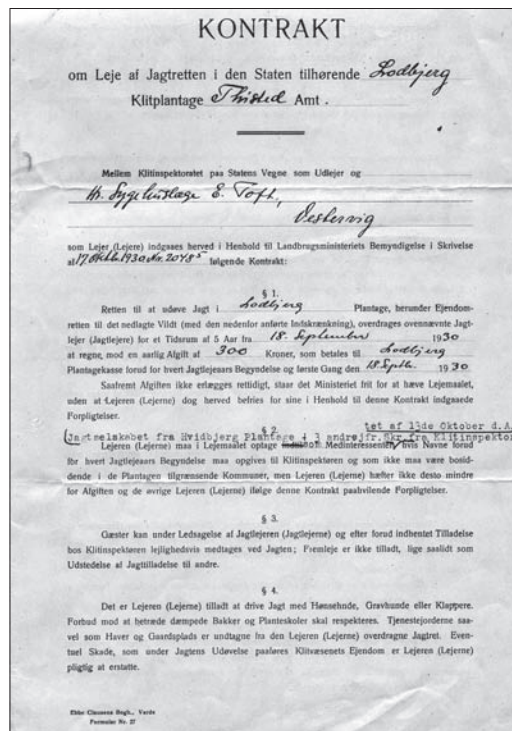 KONTRAKT
om Leje af Jagtretten i den Staten tilhørende Lodbjerg
Klitplantage Thisted Amt.
Mellem Klitinspektoratet paa Statens Vegne som Udlejer og
Hr. Sygehuslæge E. Toft,
Vestervig
som Lejer (Lejere) indgaaes herved i Henhold til Landbrugsministeriets Bemyndigelse i Skrivelse
af 17 Oktbr 1930 Nr. 2048 følgende Kontrakt:
§ 1.
Retten til at udøve Jagt i Lodbjerg Plantage, herunder Ejendom-
retten til det nedlagte Vildt (med den nedenfor anførte Indskrænkning), overdrages ovennævnte Jagt-
lejer (Jagtlejere) for et Tidsrum af 5 Aar fra 18. September 1930
at regne, mod en aarlig Afgift af 300 Kroner, som betales til Lodbjerg
Plantagekasse forud for hvert Jagtlejeaars Begyndelse og første Gang den 18. Septbr. 1930
Saafremt Afgiften ikke erlægges rettidigt, staar det Ministeriet frit for at hæve Lejemaalet,
uden at Lejeren (Lejerne) dog herved befries for sine i Henhold til denne Kontrakt indgaaede
Forpligtelser.
§ 2.
tet af 13de Oktober d.A.
(Jagtselskabet fra Hvidbjerg Plantage + 3 andre jfr. Skr. fra Klitinspektor
Lejeren (Lejerne) maa i Lejemaalet optage Medinteressenter, hvis Navne forud
for hvert Jagtlejeaars Begyndelse maa opgives til Klitinspektøren og som ikke maa være bosid-
dende i de Plantagen tilgrænsende Kommuner, men Lejeren (Lejerne) hæfter ikke desto mindre
for Afgiften og de øvrige Lejeren (Lejerne) ifølge denne Kontrakt paahvilende Forpligtelser.
§ 3.
Gæster kan under Ledsagelse af Jagtlejeren (Jagtlejerne) og efter forud indhentet Tilladelse
bos Klitinspektøren lejlighedsvis medtages ved Jagten; Fremleje er ikke tilladt, lige saalidt som
Udstedelse af Jagttilladelse til andre.
§ 4.
Det er Lejeren (Lejerne) tilladt at drive Jagt med Hønsehunde, Gravhunde eller Klappere.
Forbud mod at betræde dæmpede Bakker og Planteskoler skal respekteres. Tjenestejorderne saa-
vel som Haver og Gaardsplads er undtagne fra den Lejeren (Lejerne) overdragne Jagtret. Even-
tuel Skade, som under Jagtens Udøvelse paaføres Klitvæsenets Ejendom er Lejeren (Lejerne)
pligtig at erstatte.
Ebbe Clausens Bogtr., Varde
Formular Nr. 27